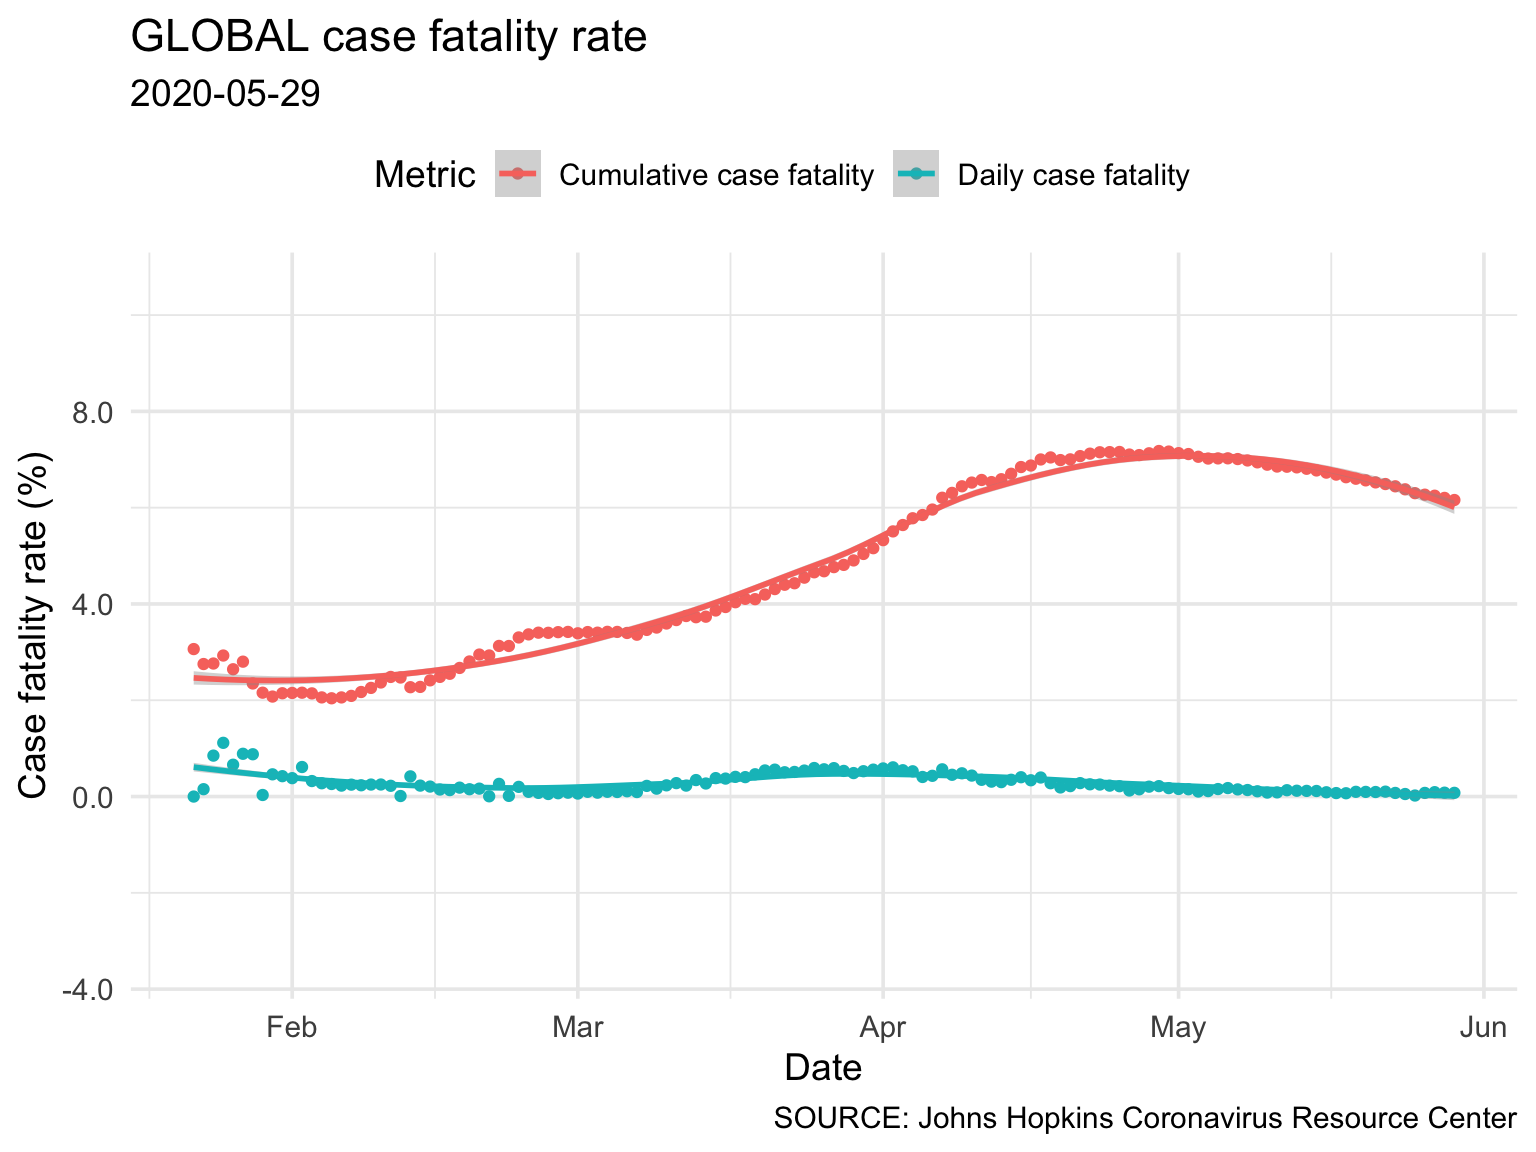 GLOBAL case fatality rate
2020-05-29
Metric Cumulative case fatality Daily case fatality
Case fatality rate (%)
8.0
4.0
0.0
-4.0
Feb Mar Apr May Jun
Date
SOURCE: Johns Hopkins Coronavirus Resource Center